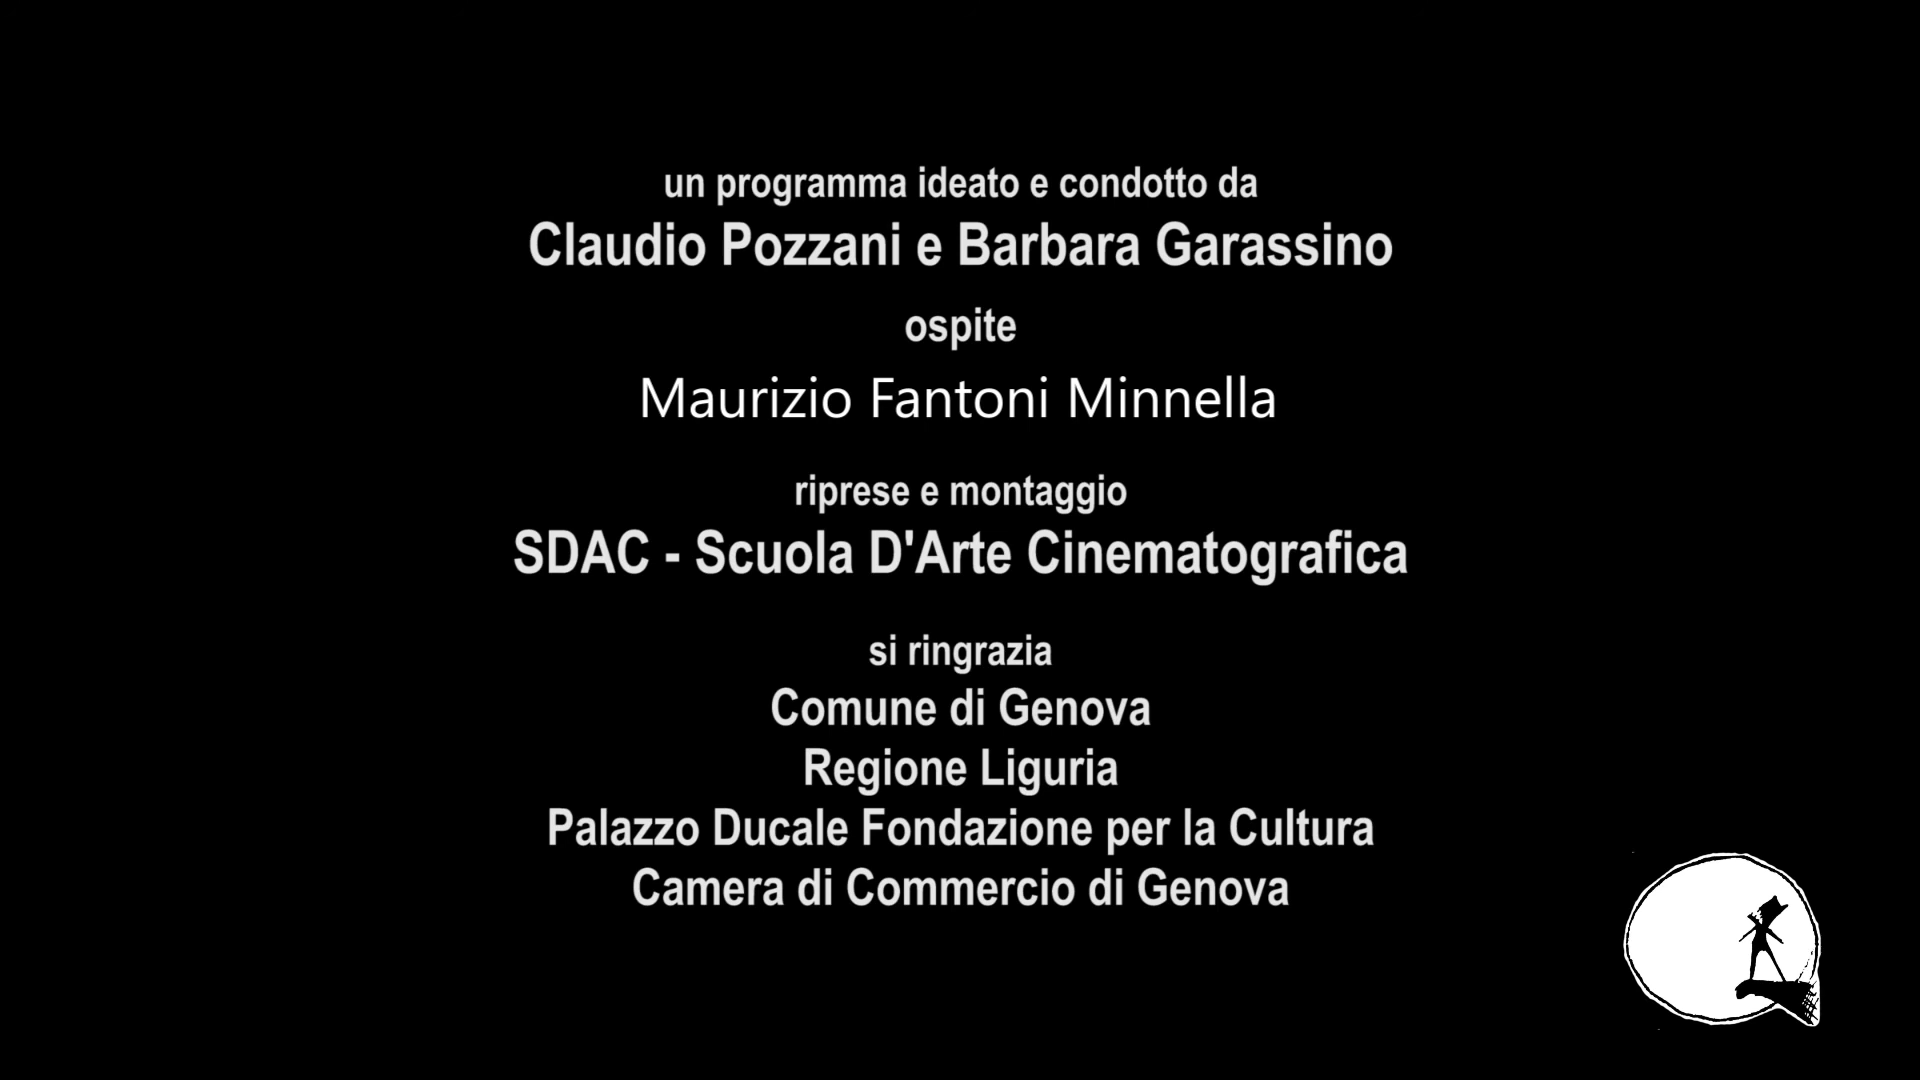 un programma ideato e condotto da
Claudio Pozzani e Barbara Garassino
ospite
Maurizio Fantoni Minnella
riprese e montaggio
SDAC - Scuola D'Arte Cinematografica
si ringrazia
Comune di Genova
Regione Liguria
Palazzo Ducale Fondazione per la Cultura
Camera di Commercio di Genova